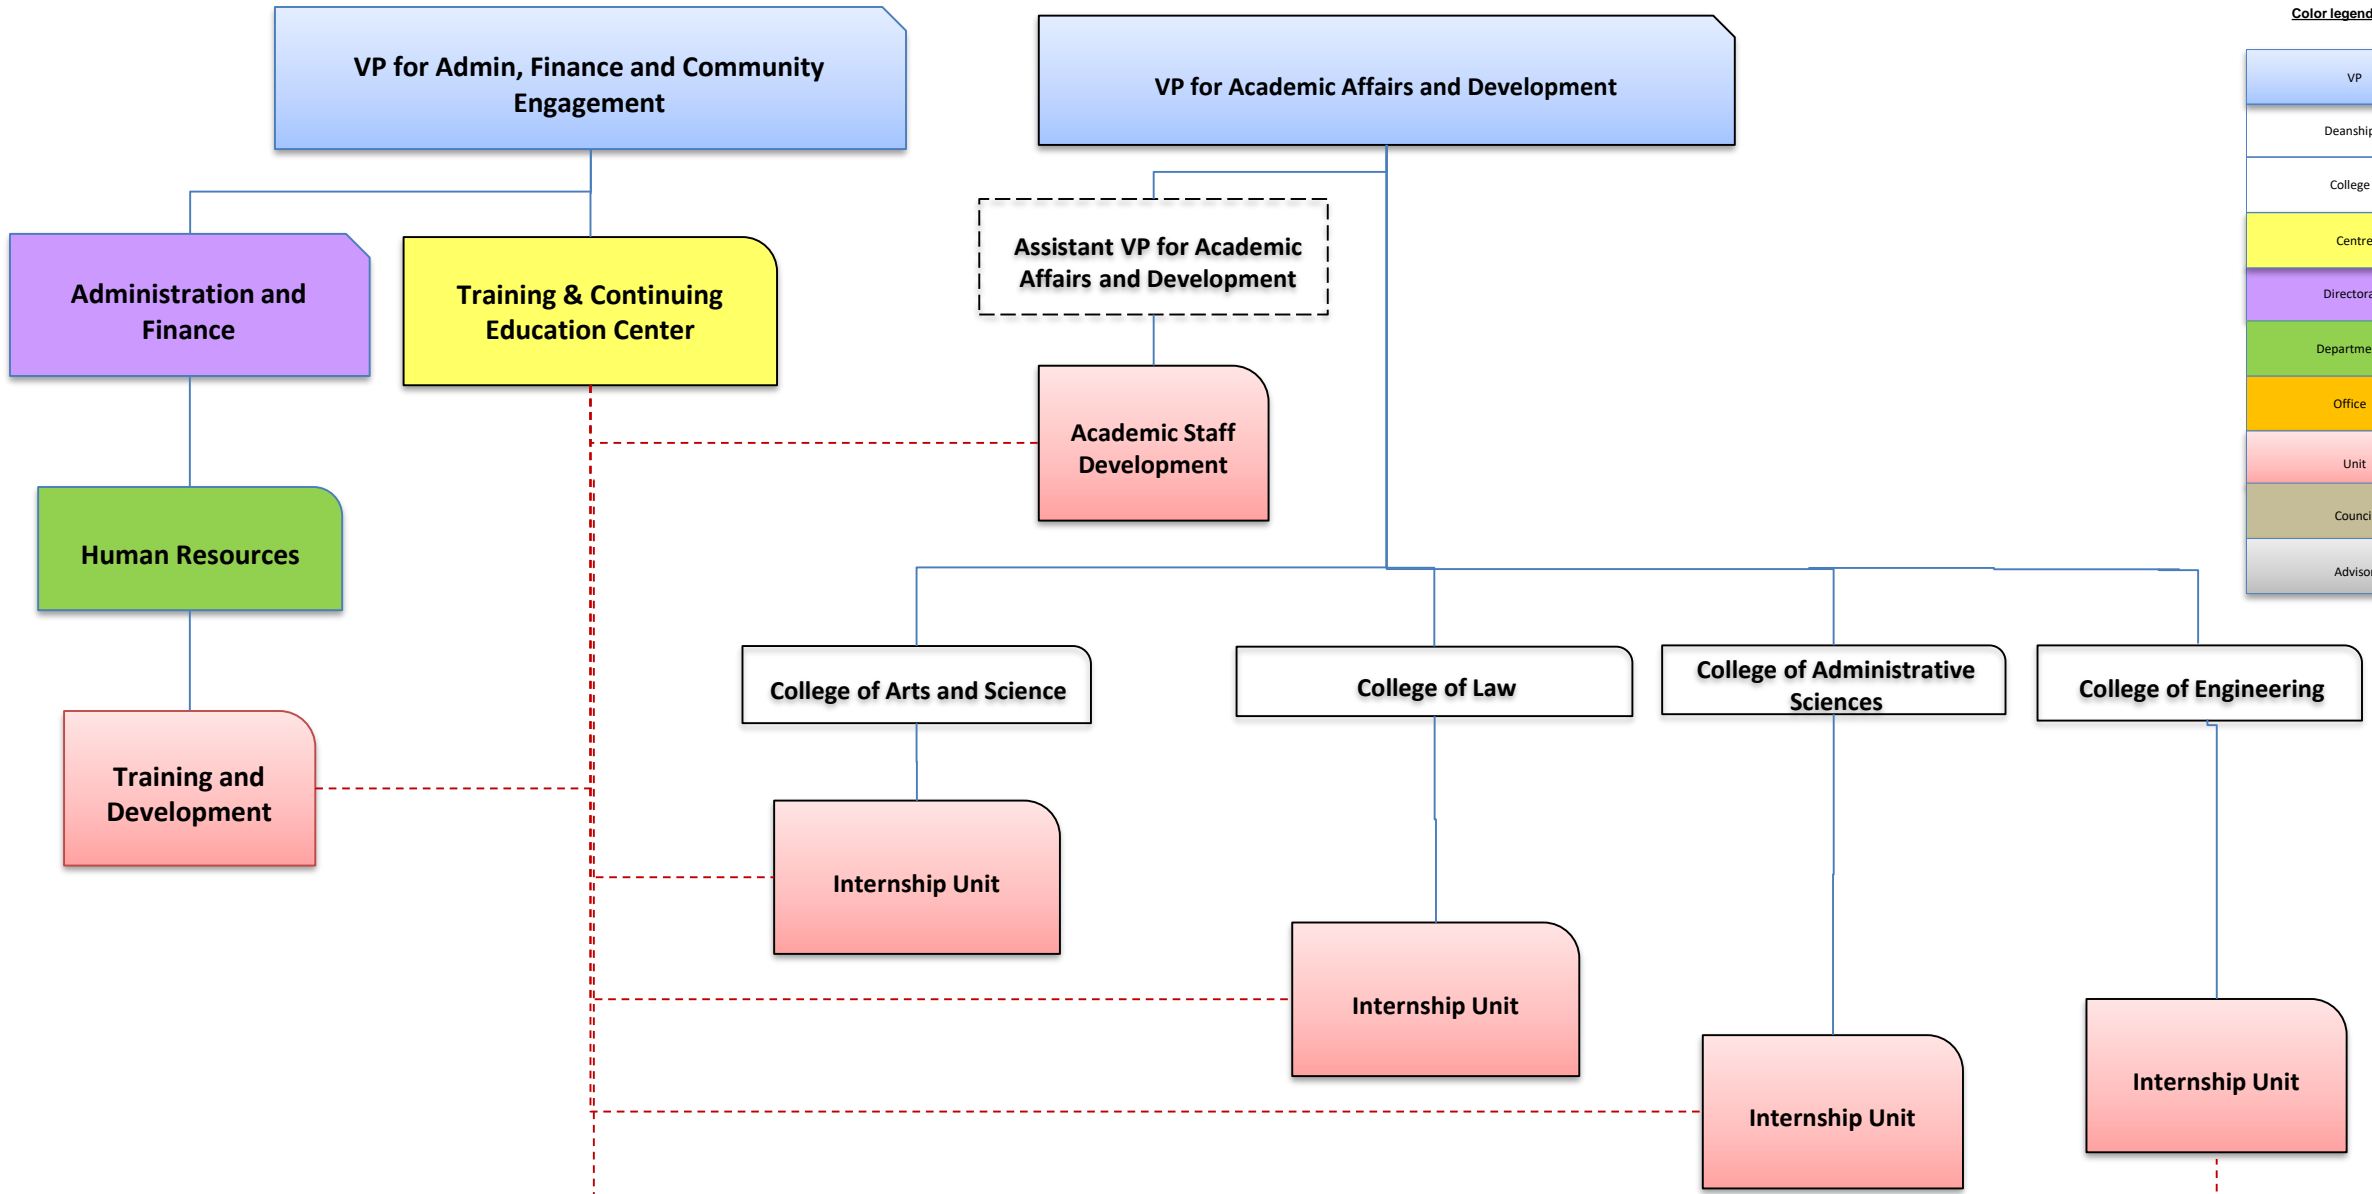 Color legend
VP for Admin, Finance and Community
Engagement
VP for Academic Affairs and Development
VP
Deanship
College
Centre
Directora
Departme
Office
Unit
Counci
Adviso
Administration and
Finance
Training & Continuing
Education Center
Assistant VP for Academic
Affairs and Development
Academic Staff
Development
Human Resources
College of Arts and Science
College of Law
College of Administrative
Sciences
College of Engineering
Training and
Development
Internship Unit
Internship Unit
Internship Unit
Internship Unit